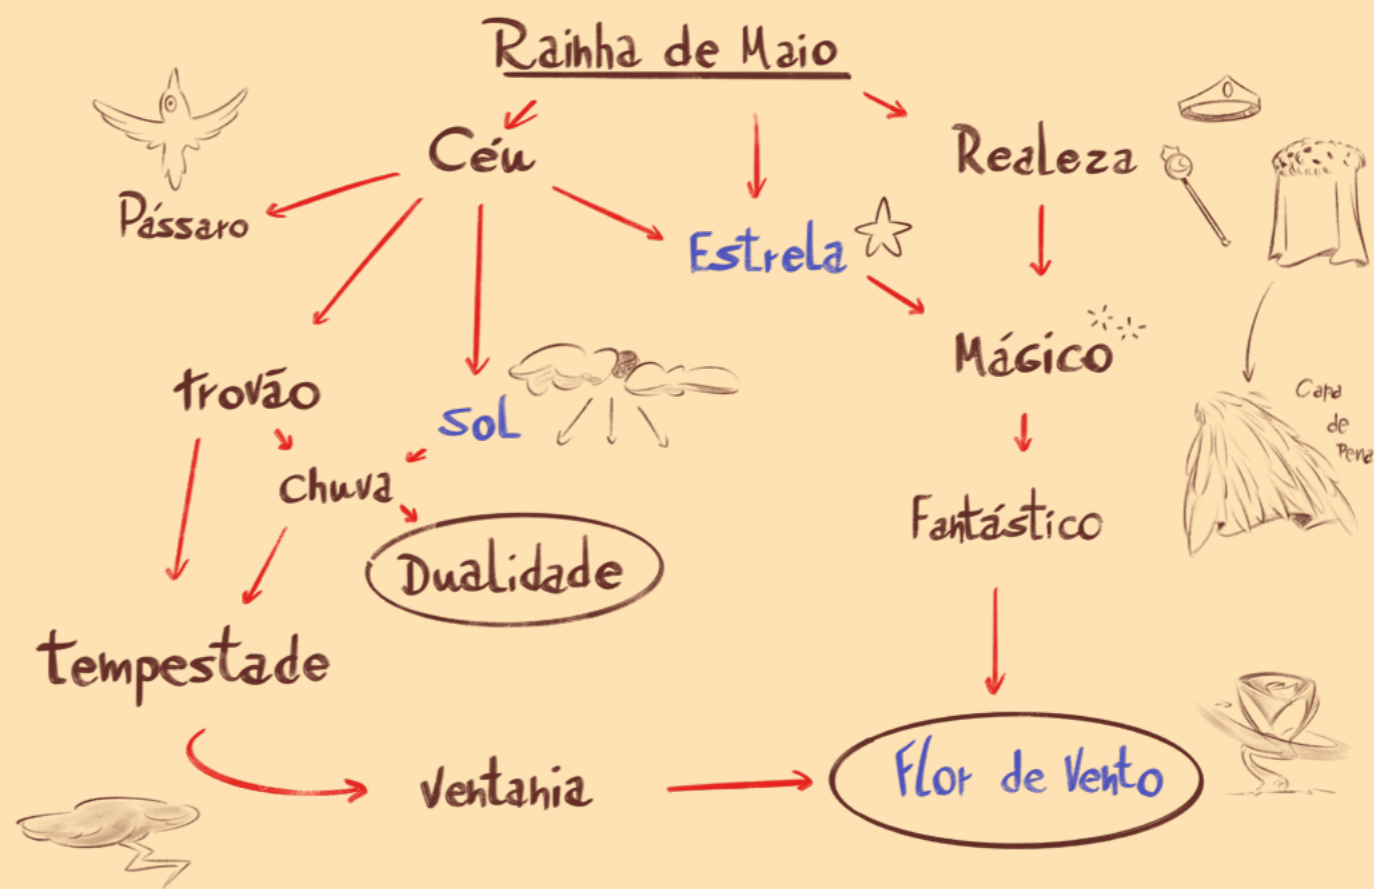 Rainha de Maio
Céu
Realeza
Pássaro
Estrela
Mágico
trovão
Sol
Capa
de
Pena
Chuva
Fantástico
Dualidade
tempestade
Flor de Vento
Ventania